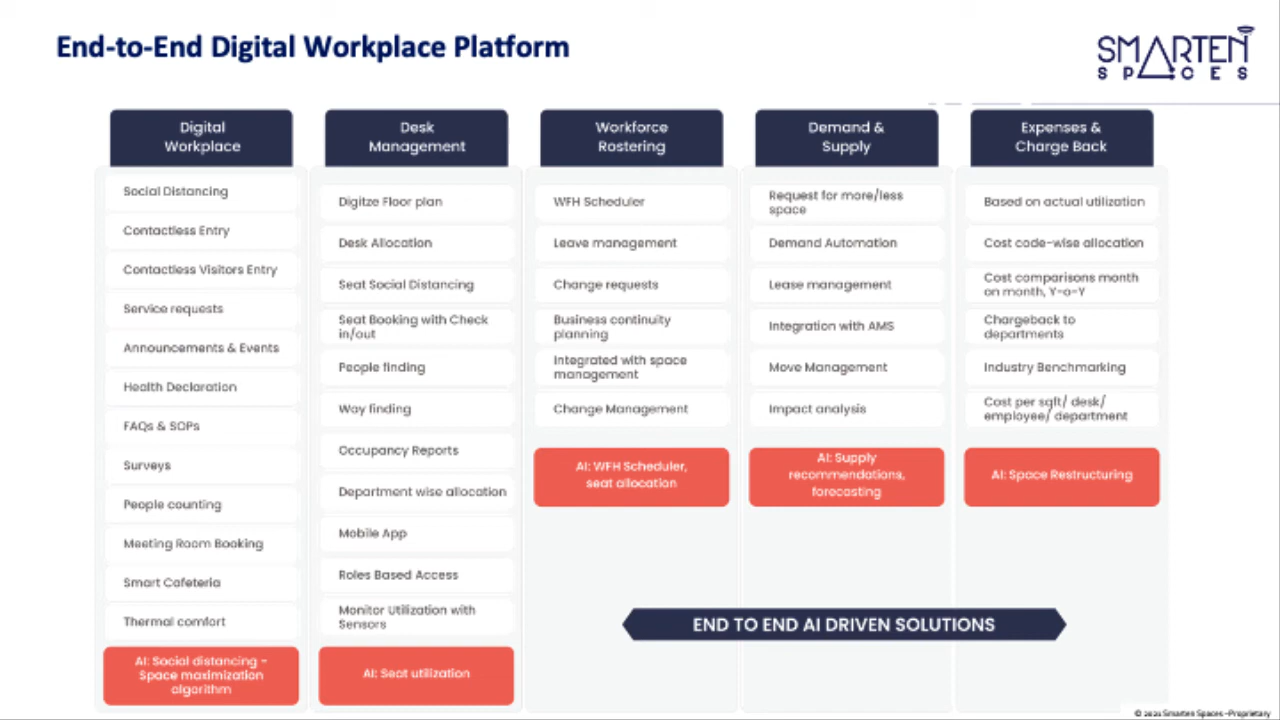 End-to-End Digital Workplace Platform
SMARTEN
SPACES
Digital
Workplace
Social Distancing
Contactless Entry
Contactless Visitors Entry
Service requests
Announcements & Events
Health Declaration
FAQs & SOPs
Surveys
People counting
Meeting Room Booking
Smart Cafeteria
Thermal comfort
AI: Social distancing -
Space maximization
algorithm
Desk
Management
Digitze Floor plan
Desk Allocation
Seat Social Distancing
Seat Booking with Check
in/out
People finding
Way finding
Occupancy Reports
Department wise allocation
Mobile App
Roles Based Access
Monitor Utilization with
Sensors
AI: Seat utilization
Workforce
Rostering
WFH Scheduler
Leave management
Change requests
Business continuity
planning
Integrated with space
management
Change Management
AI: WFH Scheduler,
seat allocation
Demand &
Supply
Request for more/less
space
Demand Automation
Lease management
Integration with AMS
Move Management
Impact analysis
AI: Supply
recommendations,
forecasting
Expenses &
Charge Back
Based on actual utilization
Cost code-wise allocation
Cost comparisons month
on month, Y-o-Y
Chargeback to
departments
Industry Benchmarking
Cost per sqft/ desk/
employee/ department
AI: Space Restructuring
END TO END AI DRIVEN SOLUTIONS
© 2021 Smarten Spaces -Proprietary